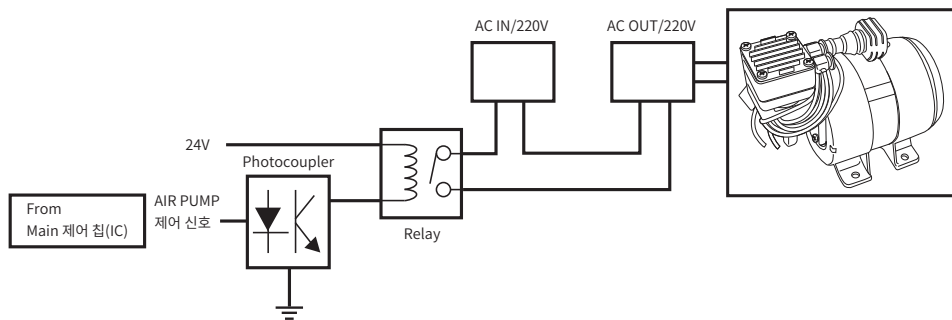 AC IN/220V
AC OUT/220V
24V
Photocoupler
From
Main 제어 칩(IC)
AIR PUMP
제어 신호
Relay